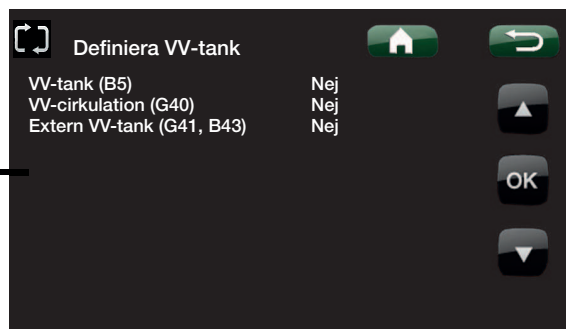 Definiera VV-tank
VV-tank (B5) Nej
VV-cirkulation (G40) Nej
Extern VV-tank (G41, B43) Nej
OK